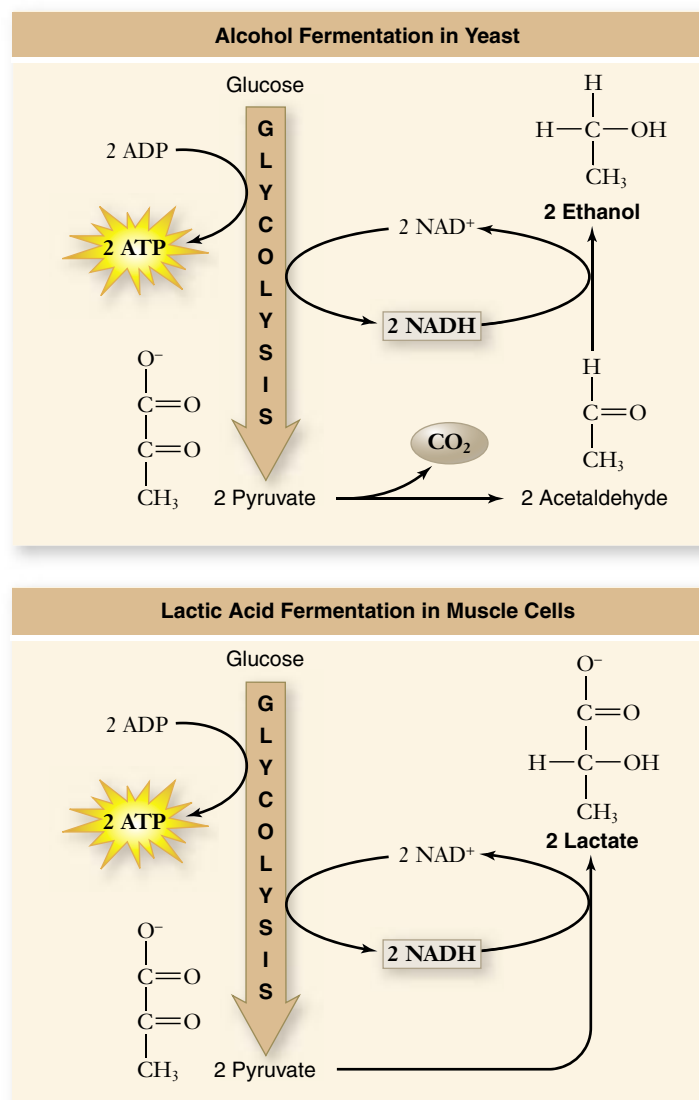 Alcohol Fermentation in Yeast
Glucose
GLYCOLYSIS
2 ADP
2 ATP
2 NAD⁺
2 NADH
O⁻
C=O
C=O
CH₃
2 Pyruvate
CO₂
2 Acetaldehyde
H
C=O
CH₃
H
H—C—OH
CH₃
2 Ethanol
Lactic Acid Fermentation in Muscle Cells
Glucose
GLYCOLYSIS
2 ADP
2 ATP
2 NAD⁺
2 NADH
O⁻
C=O
C=O
CH₃
2 Pyruvate
O⁻
C=O
H—C—OH
CH₃
2 Lactate